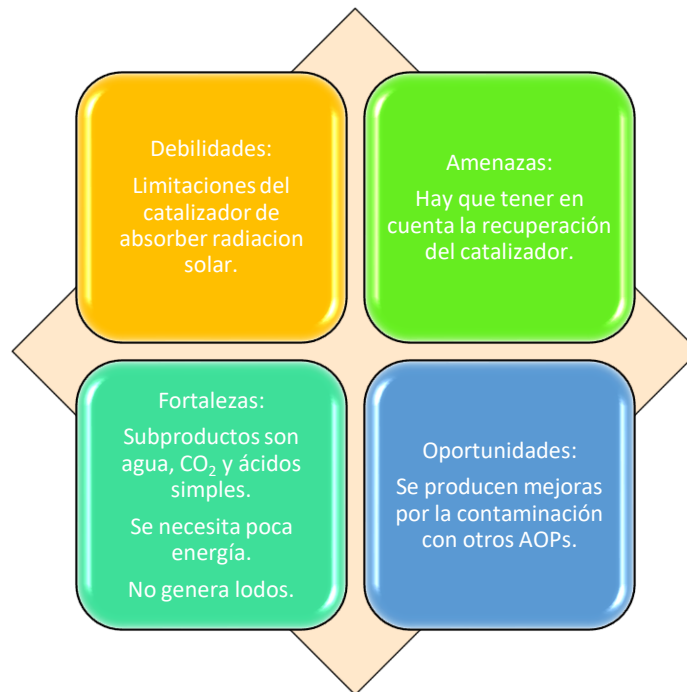 Debilidades:
Limitaciones del
catalizador de
absorber radiacion
solar.
Amenazas:
Hay que tener en
cuenta la recuperación
del catalizador.
Fortalezas:
Subproductos son
agua, CO₂ y ácidos
simples.
Se necesita poca
energía.
No genera lodos.
Oportunidades:
Se producen mejoras
por la contaminación
con otros AOPs.